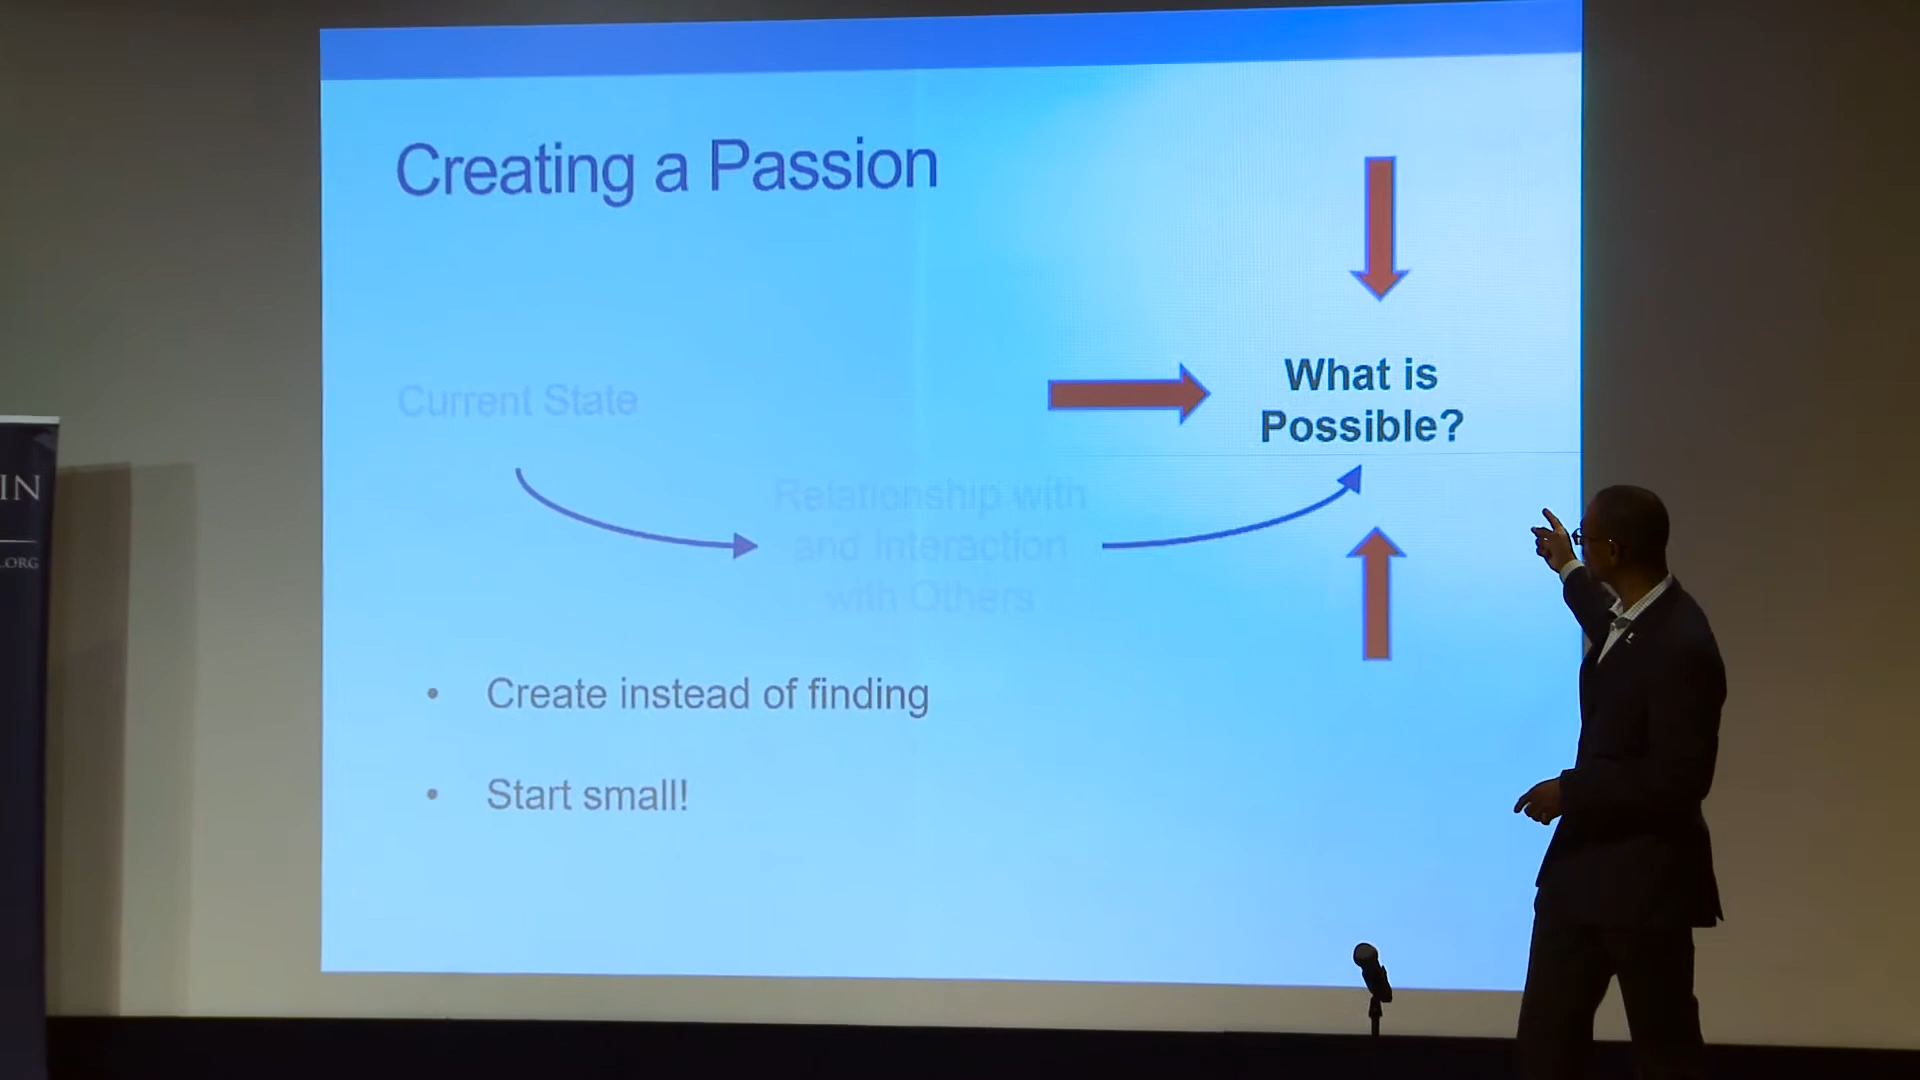 Creating a Passion
What is
Possible?
Current State
Relationship with
and Interaction
with Others
Create instead of finding
Start small!
IN
.ORG